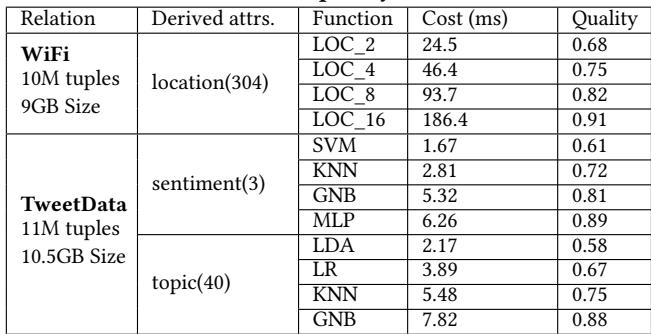 Relation Derived attrs. Function Cost (ms) Quality
WiFi
10M tuples
9GB Size
location(304)
LOC_2 24.5 0.68
LOC_4 46.4 0.75
LOC_8 93.7 0.82
LOC_16 186.4 0.91
TweetData
11M tuples
10.5GB Size
sentiment(3)
SVM 1.67 0.61
KNN 2.81 0.72
GNB 5.32 0.81
MLP 6.26 0.89
topic(40)
LDA 2.17 0.58
LR 3.89 0.67
KNN 5.48 0.75
GNB 7.82 0.88